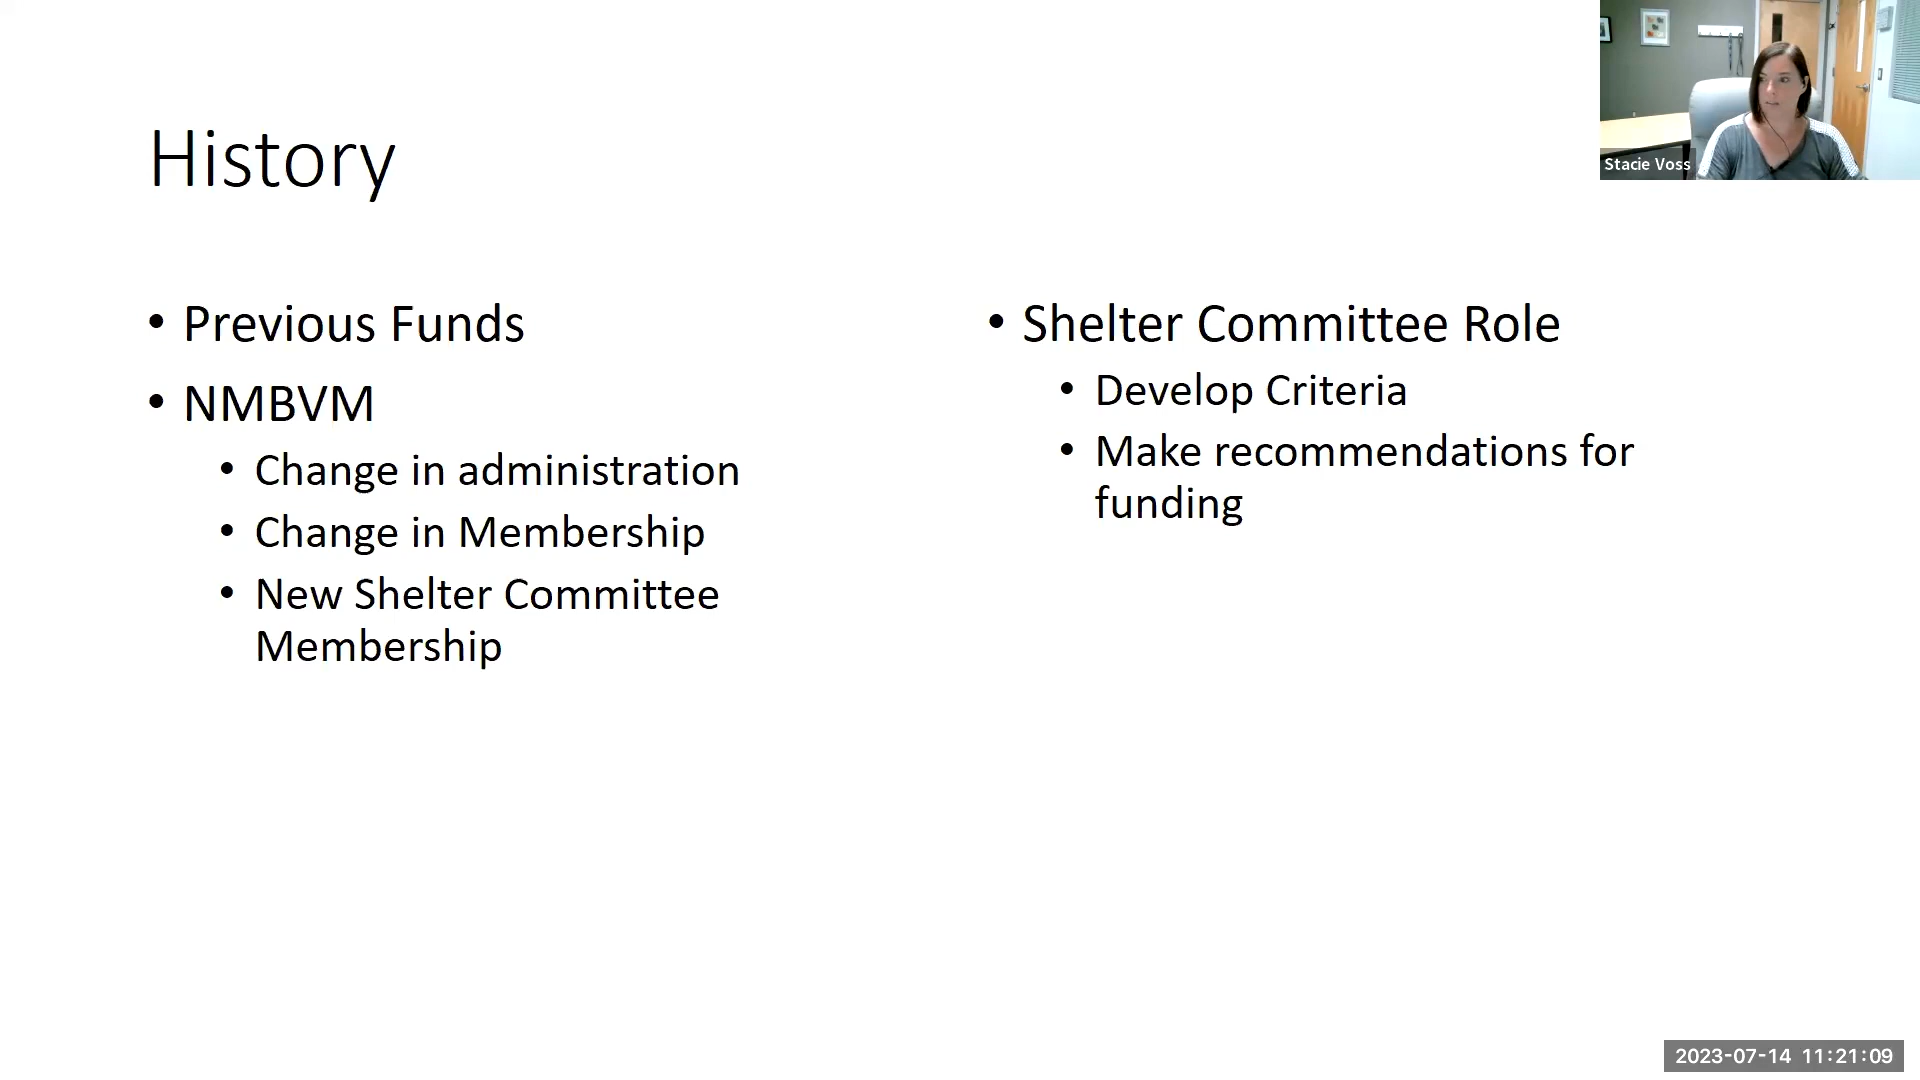 History
• Previous Funds
• NMBVM
• Change in administration
• Change in Membership
• New Shelter Committee
Membership
• Shelter Committee Role
• Develop Criteria
• Make recommendations for
funding
Stacie Voss
2023-07-14 11:21:09